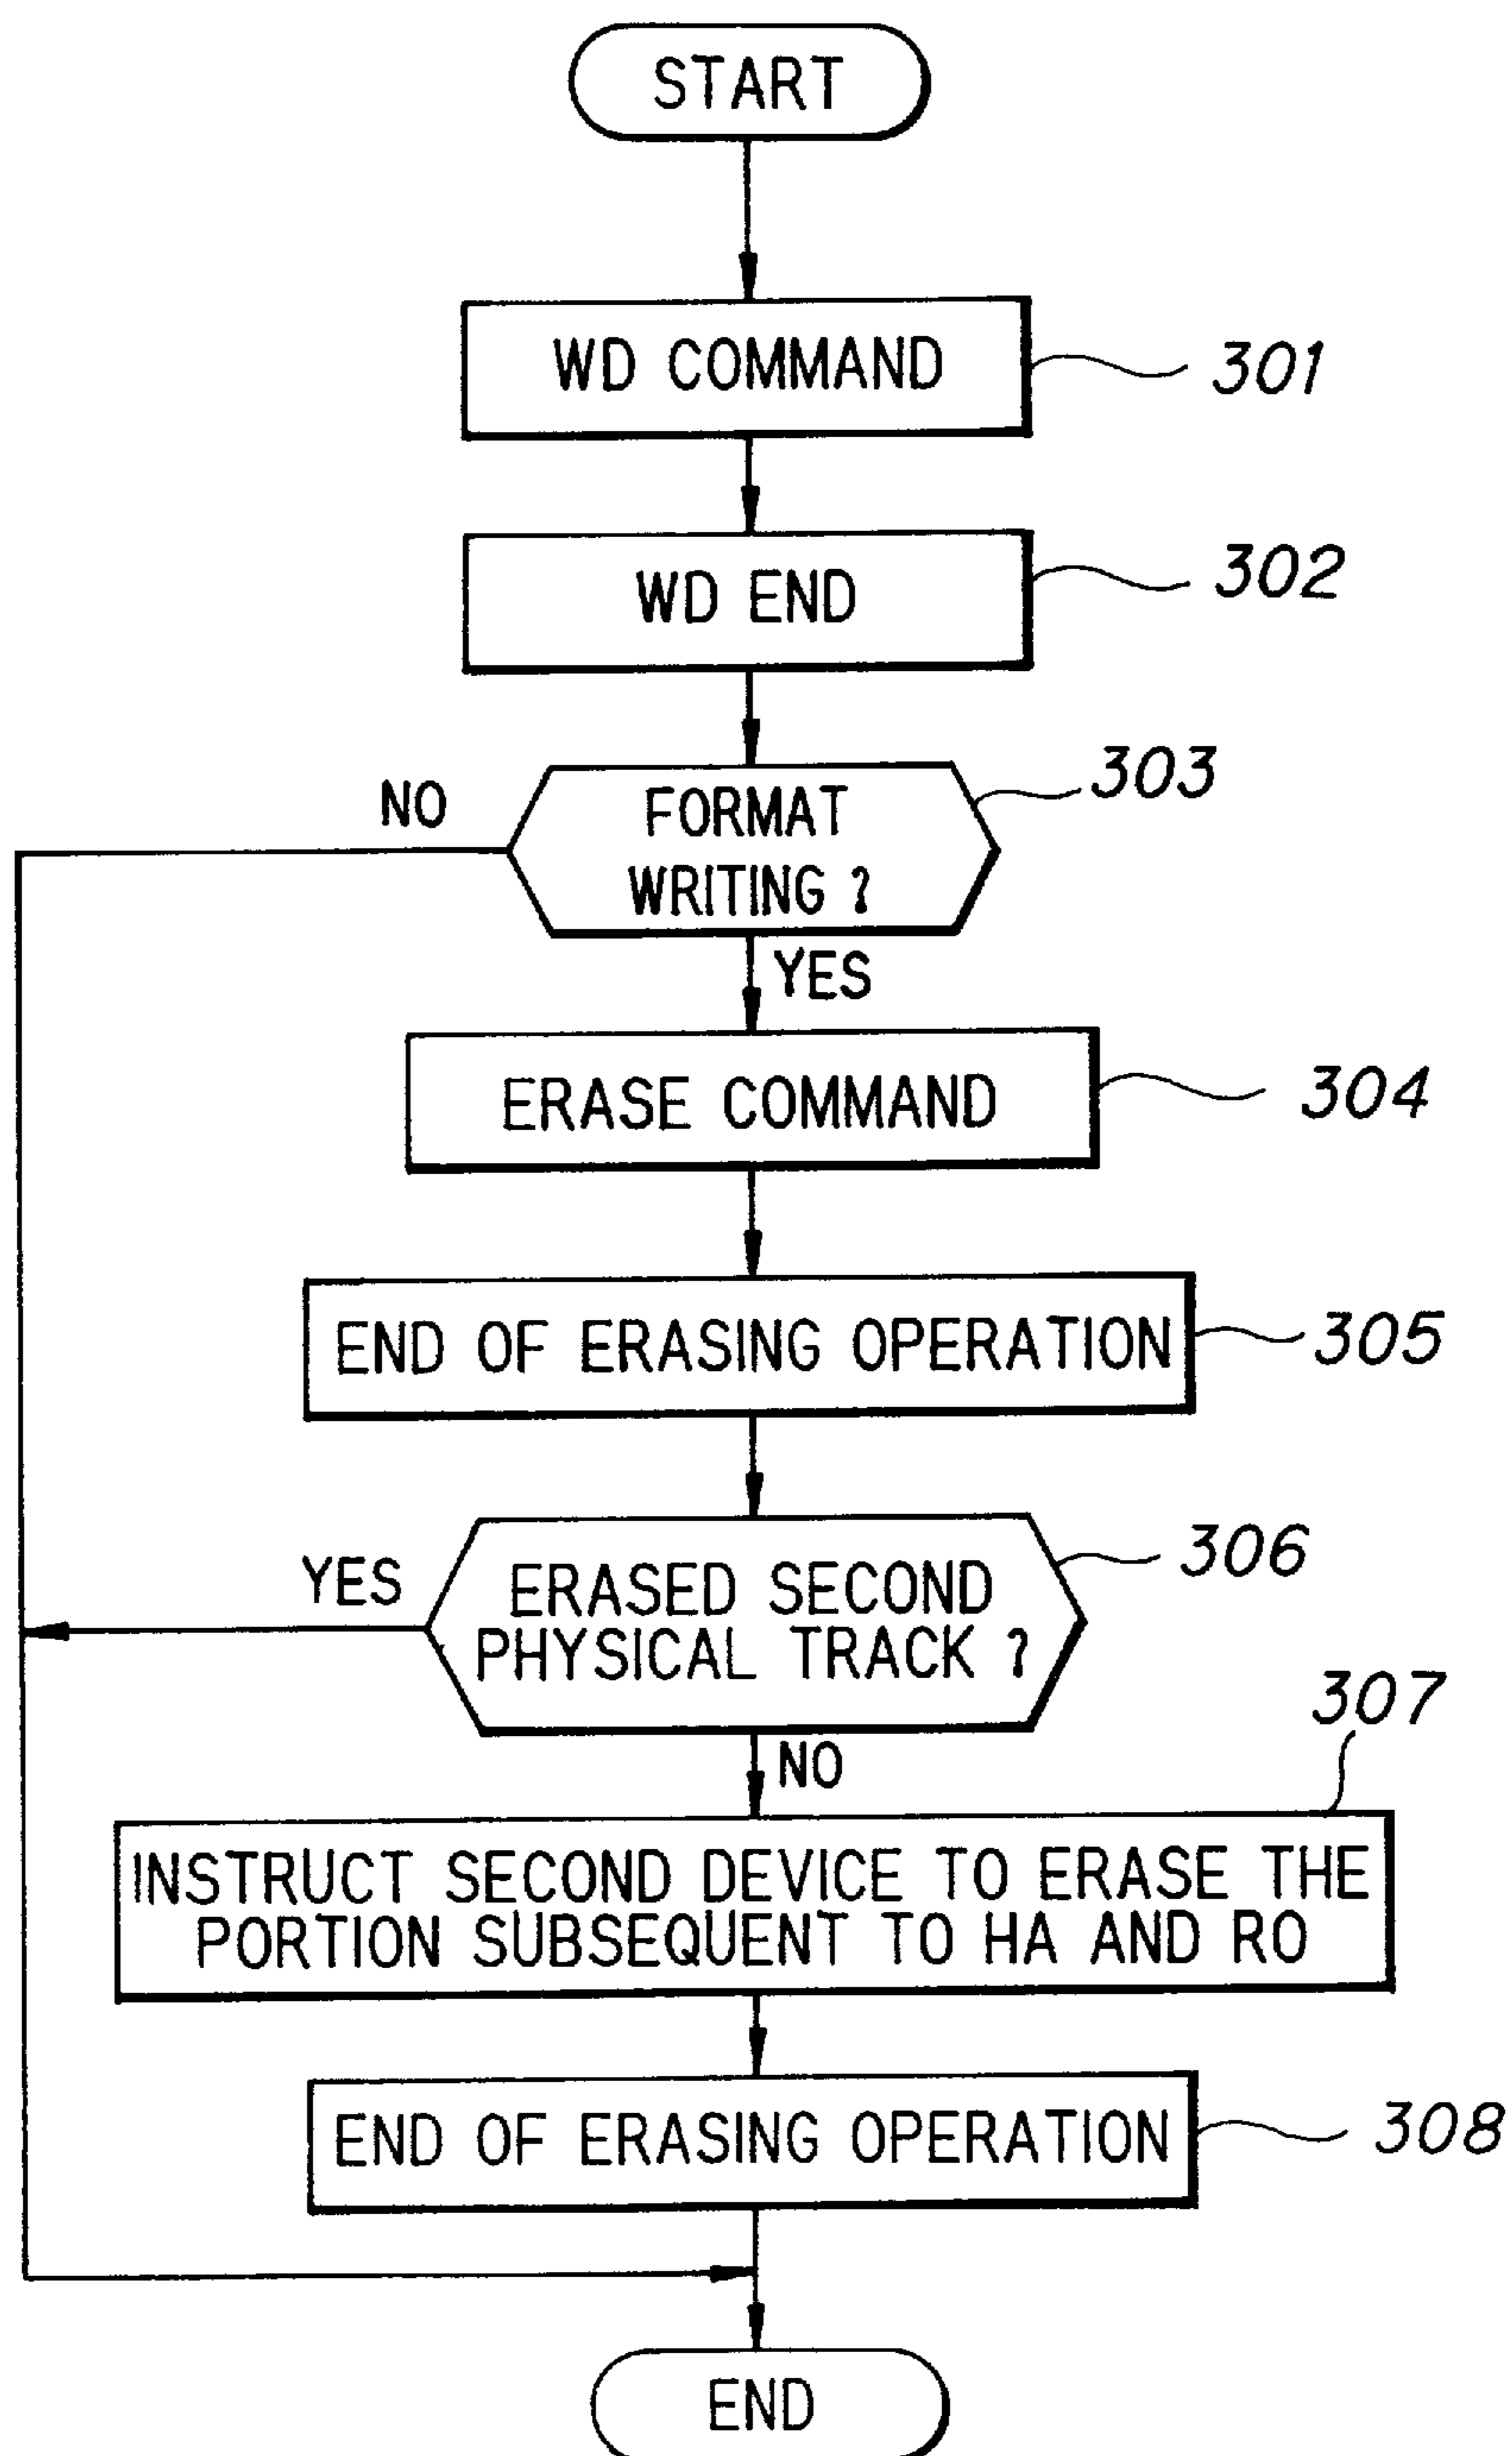 START
WD COMMAND
301
WD END
302
303
NO
FORMAT
WRITING ?
YES
ERASE COMMAND
304
END OF ERASING OPERATION
305
306
YES
ERASED SECOND
PHYSICAL TRACK ?
307
NO
INSTRUCT SECOND DEVICE TO ERASE THE
PORTION SUBSEQUENT TO HA AND RO
END OF ERASING OPERATION
308
END